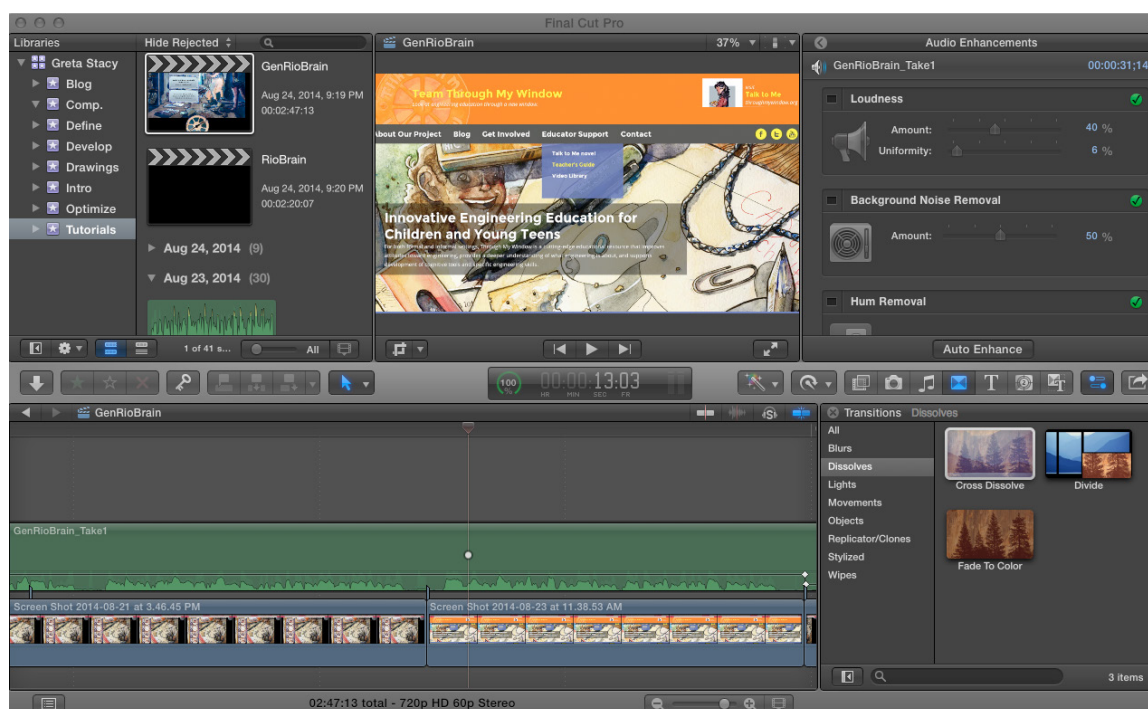 Final Cut Pro
Libraries
Hide Rejected
GenRioBrain
37%
Audio Enhancements
Greta Stacy
Blog
Comp.
Define
Develop
Drawings
Intro
Optimize
Tutorials
GenRioBrain
Aug 24, 2014, 9:19 PM
00:02:47:13
RioBrain
Aug 24, 2014, 9:20 PM
00:02:20:07
Aug 24, 2014 (9)
Aug 23, 2014 (30)
1 of 41 s...
All
Team Through My Window
Talk to Me
About Our Project Blog Get Involved Educator Support Contact
Talk to Me novel
Teacher's Guide
Video Library
Innovative Engineering Education for
Children and Young Teens
GenRioBrain_Take1
00:00:31;14
Loudness
Amount:
40 %
Uniformity:
6 %
Background Noise Removal
Amount:
50 %
Hum Removal
Auto Enhance
100
%
00:00:13:03
HR MIN SEC FR
GenRioBrain
GenRioBrain_Take1
Screen Shot 2014-08-21 at 3.46.45 PM
Screen Shot 2014-08-23 at 11.38.53 AM
Transitions Dissolves
All
Blurs
Dissolves
Lights
Movements
Objects
Replicator/Clones
Stylized
Wipes
Cross Dissolve
Divide
Fade To Color
3 items
02:47:13 total - 720p HD 60p Stereo